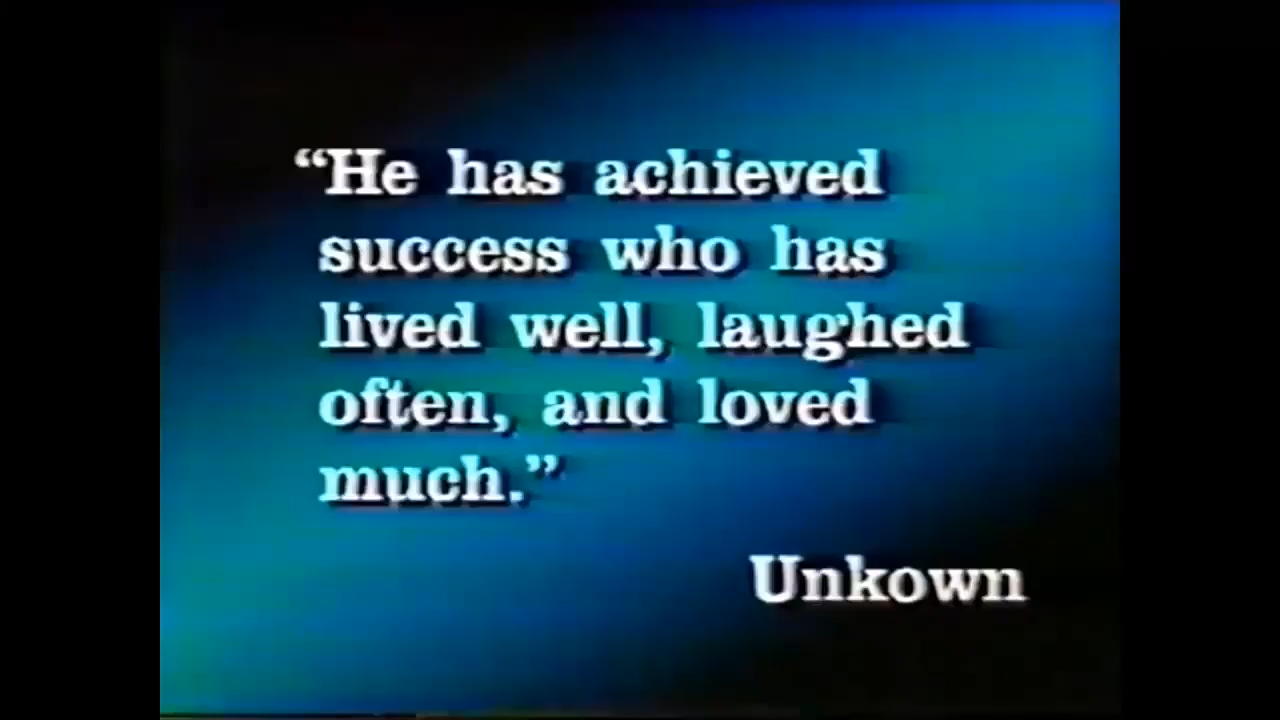 “He has achieved
success who has
lived well, laughed
often, and loved
much.”
Unkown